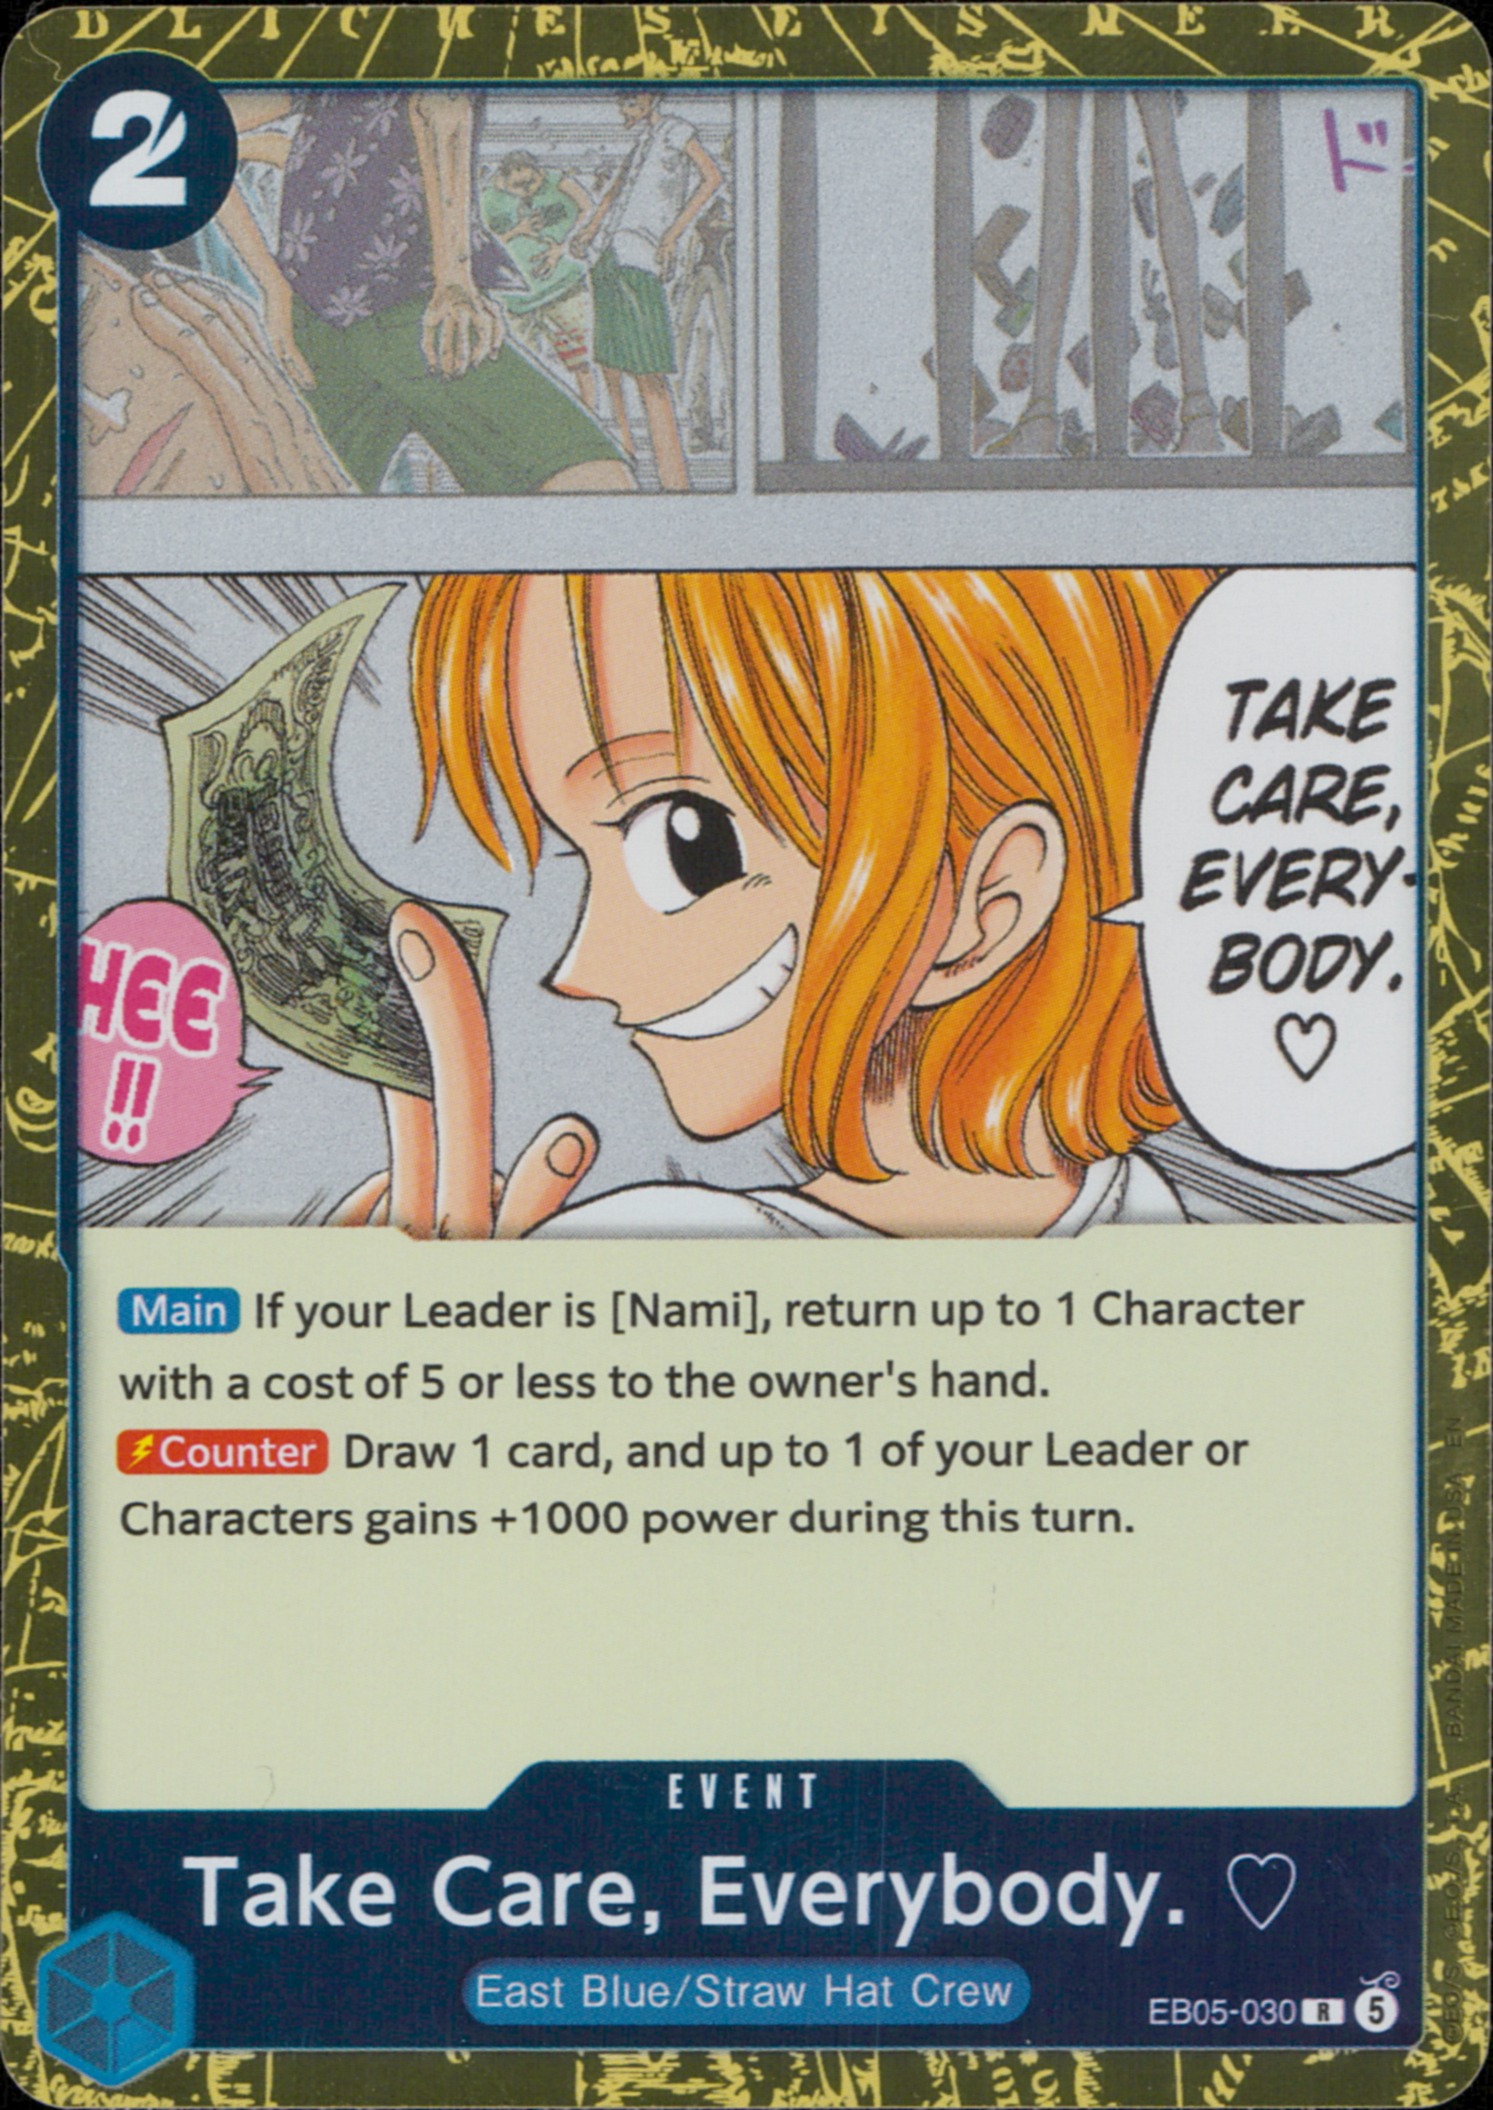 2
ド
TAKE
CARE,
EVERY-
BODY.
♡
HEE
!!
Main If your Leader is [Nami], return up to 1 Character
with a cost of 5 or less to the owner's hand.
⚡Counter Draw 1 card, and up to 1 of your Leader or
Characters gains +1000 power during this turn.
EVENT
Take Care, Everybody. ♡
East Blue/Straw Hat Crew
EB05-030 R 5
BANDAI MADE IN USA EN